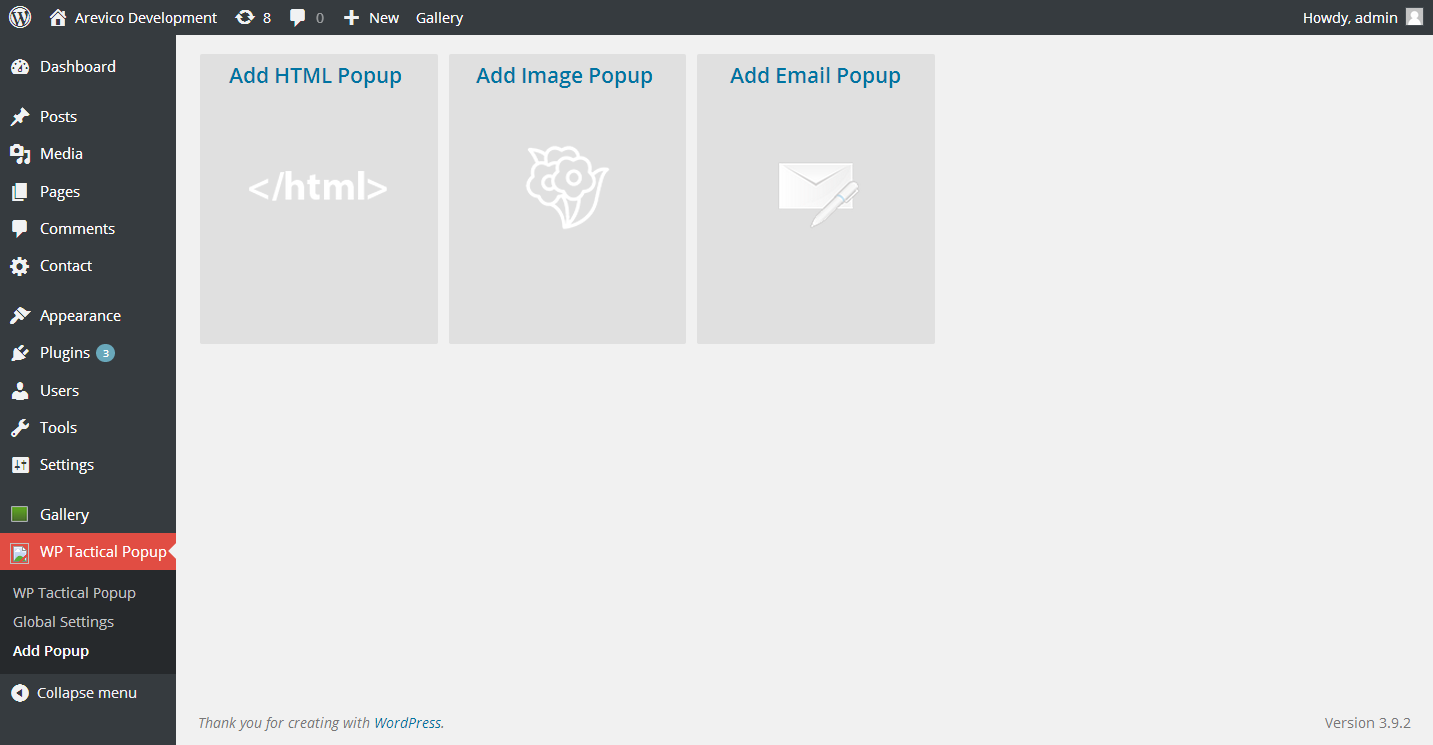 Arevico Development 8 0 New Gallery Howdy, admin
Dashboard
Posts
Media
Pages
Comments
Contact
Appearance
Plugins 3
Users
Tools
Settings
Gallery
WP Tactical Popup
WP Tactical Popup
Global Settings
Add Popup
Collapse menu
Add HTML Popup
</html>
Add Image Popup
Add Email Popup
Thank you for creating with WordPress.
Version 3.9.2